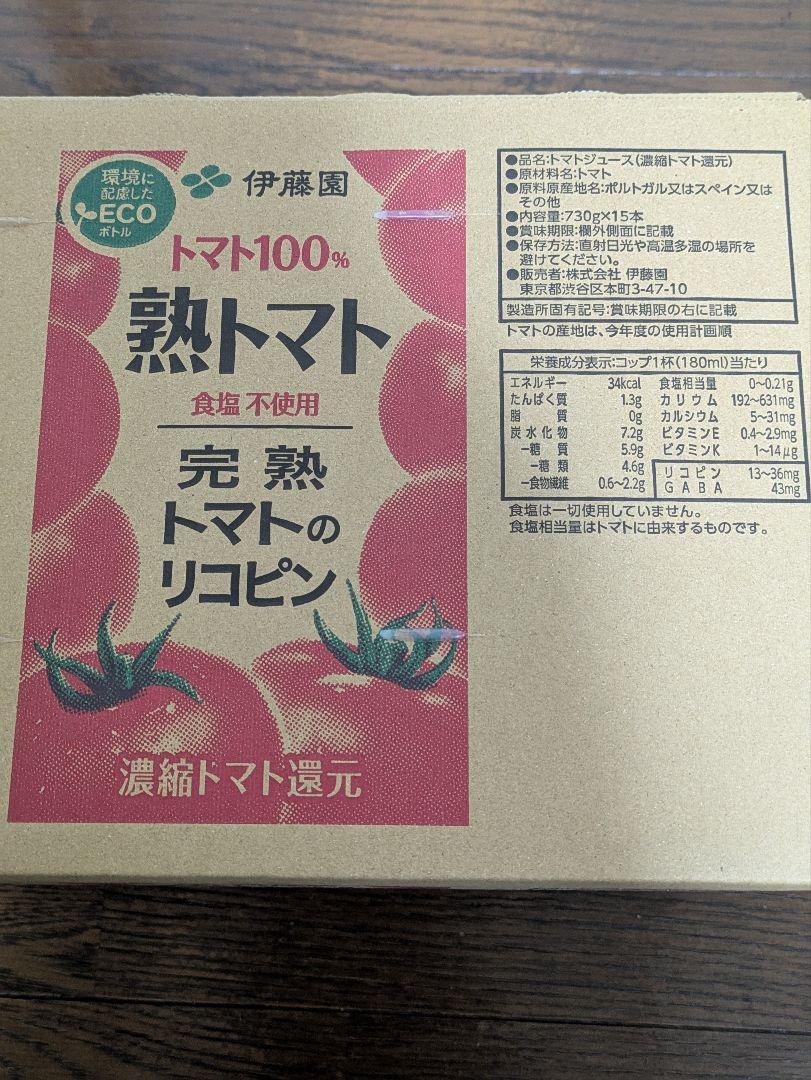 環境に
配慮した
ECO
ボトル
伊藤園
トマト100%
熟トマト
食塩 不使用
完熟
トマトの
リコピン
濃縮トマト還元
●品名:トマトジュース(濃縮トマト還元)
●原材料名:トマト
●原料原産地名:ポルトガル又はスペイン又は
その他
●内容量:730g×15本
●賞味期限:欄外側面に記載
●保存方法:直射日光や高温多湿の場所を
避けてください。
●販売者:株式会社 伊藤園
東京都渋谷区本町3-47-10
製造所固有記号:賞味期限の右に記載
トマトの産地は、今年度の使用計画順
栄養成分表示:コップ1杯(180ml)当たり
エネルギー 34kcal 食塩相当量 0〜0.21g
たんぱく質 1.3g カリウム 192〜631mg
脂質 0g カルシウム 5〜31mg
炭水化物 7.2g ビタミンE 0.4〜2.9mg
−糖質 5.9g ビタミンK 1〜14μg
−糖類 4.6g リコピン 13〜36mg
−食物繊維 0.6〜2.2g GABA 43mg
食塩は一切使用していません。
食塩相当量はトマトに由来するものです。